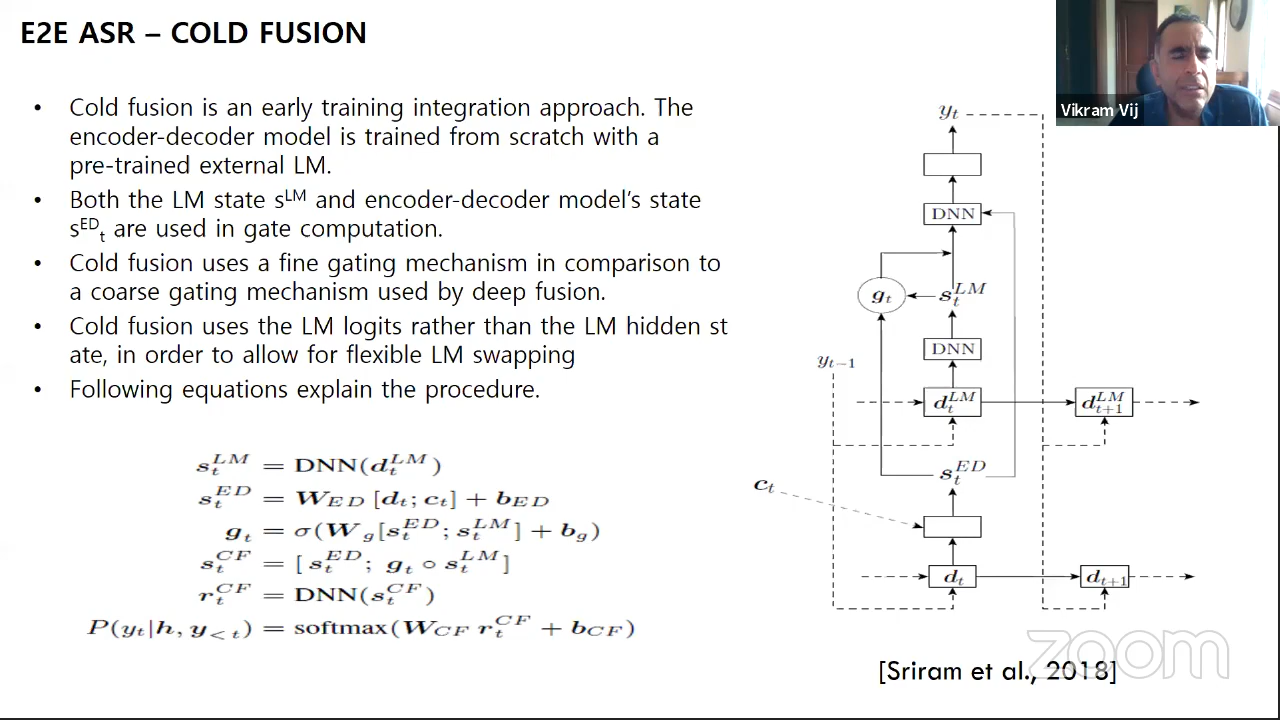 E2E ASR – COLD FUSION
Vikram Vij
• Cold fusion is an early training integration approach. The
encoder-decoder model is trained from scratch with a
pre-trained external LM.
• Both the LM state s^LM and encoder-decoder model's state
s^ED_t are used in gate computation.
• Cold fusion uses a fine gating mechanism in comparison to
a coarse gating mechanism used by deep fusion.
• Cold fusion uses the LM logits rather than the LM hidden st
ate, in order to allow for flexible LM swapping
• Following equations explain the procedure.
s_t^LM = DNN(d_t^LM)
s_t^ED = W_ED [d_t; c_t] + b_ED
g_t = σ(W_g[s_t^ED; s_t^LM] + b_g)
s_t^CF = [s_t^ED; g_t ∘ s_t^LM]
r_t^CF = DNN(s_t^CF)
P(y_t|h, y_<t) = softmax(W_CF r_t^CF + b_CF)
y_t
DNN
g_t
s_t^LM
DNN
y_t−1
d_t^LM
d_t+1^LM
s_t^ED
c_t
d_t
d_t+1
zoom
[Sriram et al., 2018]